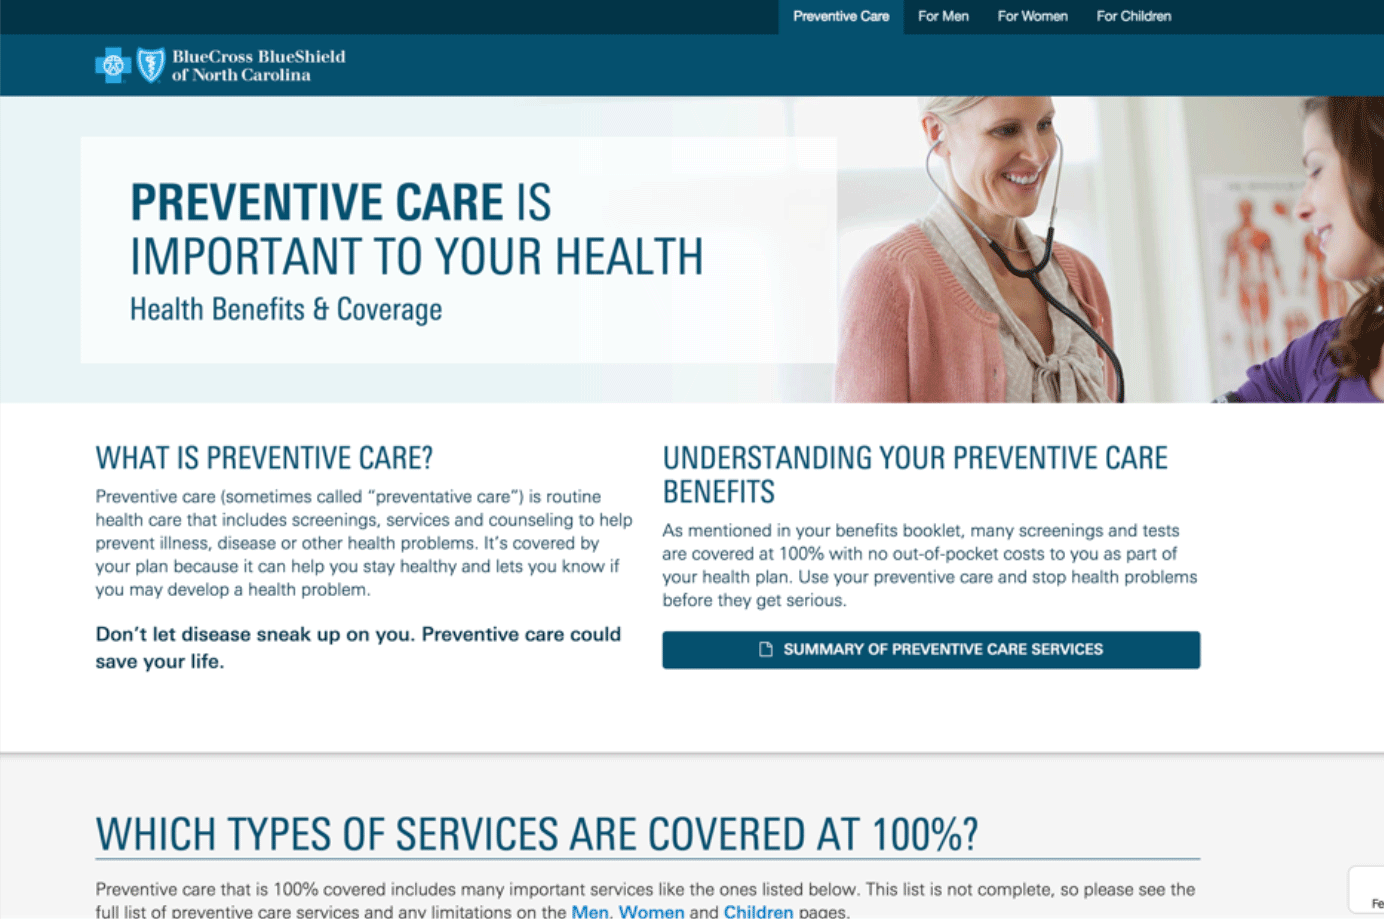 Preventive Care For Men For Women For Children
BlueCross BlueShield
of North Carolina
PREVENTIVE CARE IS
IMPORTANT TO YOUR HEALTH
Health Benefits & Coverage
WHAT IS PREVENTIVE CARE?
Preventive care (sometimes called “preventative care”) is routine
health care that includes screenings, services and counseling to help
prevent illness, disease or other health problems. It’s covered by
your plan because it can help you stay healthy and lets you know if
you may develop a health problem.
Don’t let disease sneak up on you. Preventive care could
save your life.
UNDERSTANDING YOUR PREVENTIVE CARE
BENEFITS
As mentioned in your benefits booklet, many screenings and tests
are covered at 100% with no out-of-pocket costs to you as part of
your health plan. Use your preventive care and stop health problems
before they get serious.
SUMMARY OF PREVENTIVE CARE SERVICES
WHICH TYPES OF SERVICES ARE COVERED AT 100%?
Preventive care that is 100% covered includes many important services like the ones listed below. This list is not complete, so please see the
full list of preventive care services and any limitations on the Men, Women and Children pages.